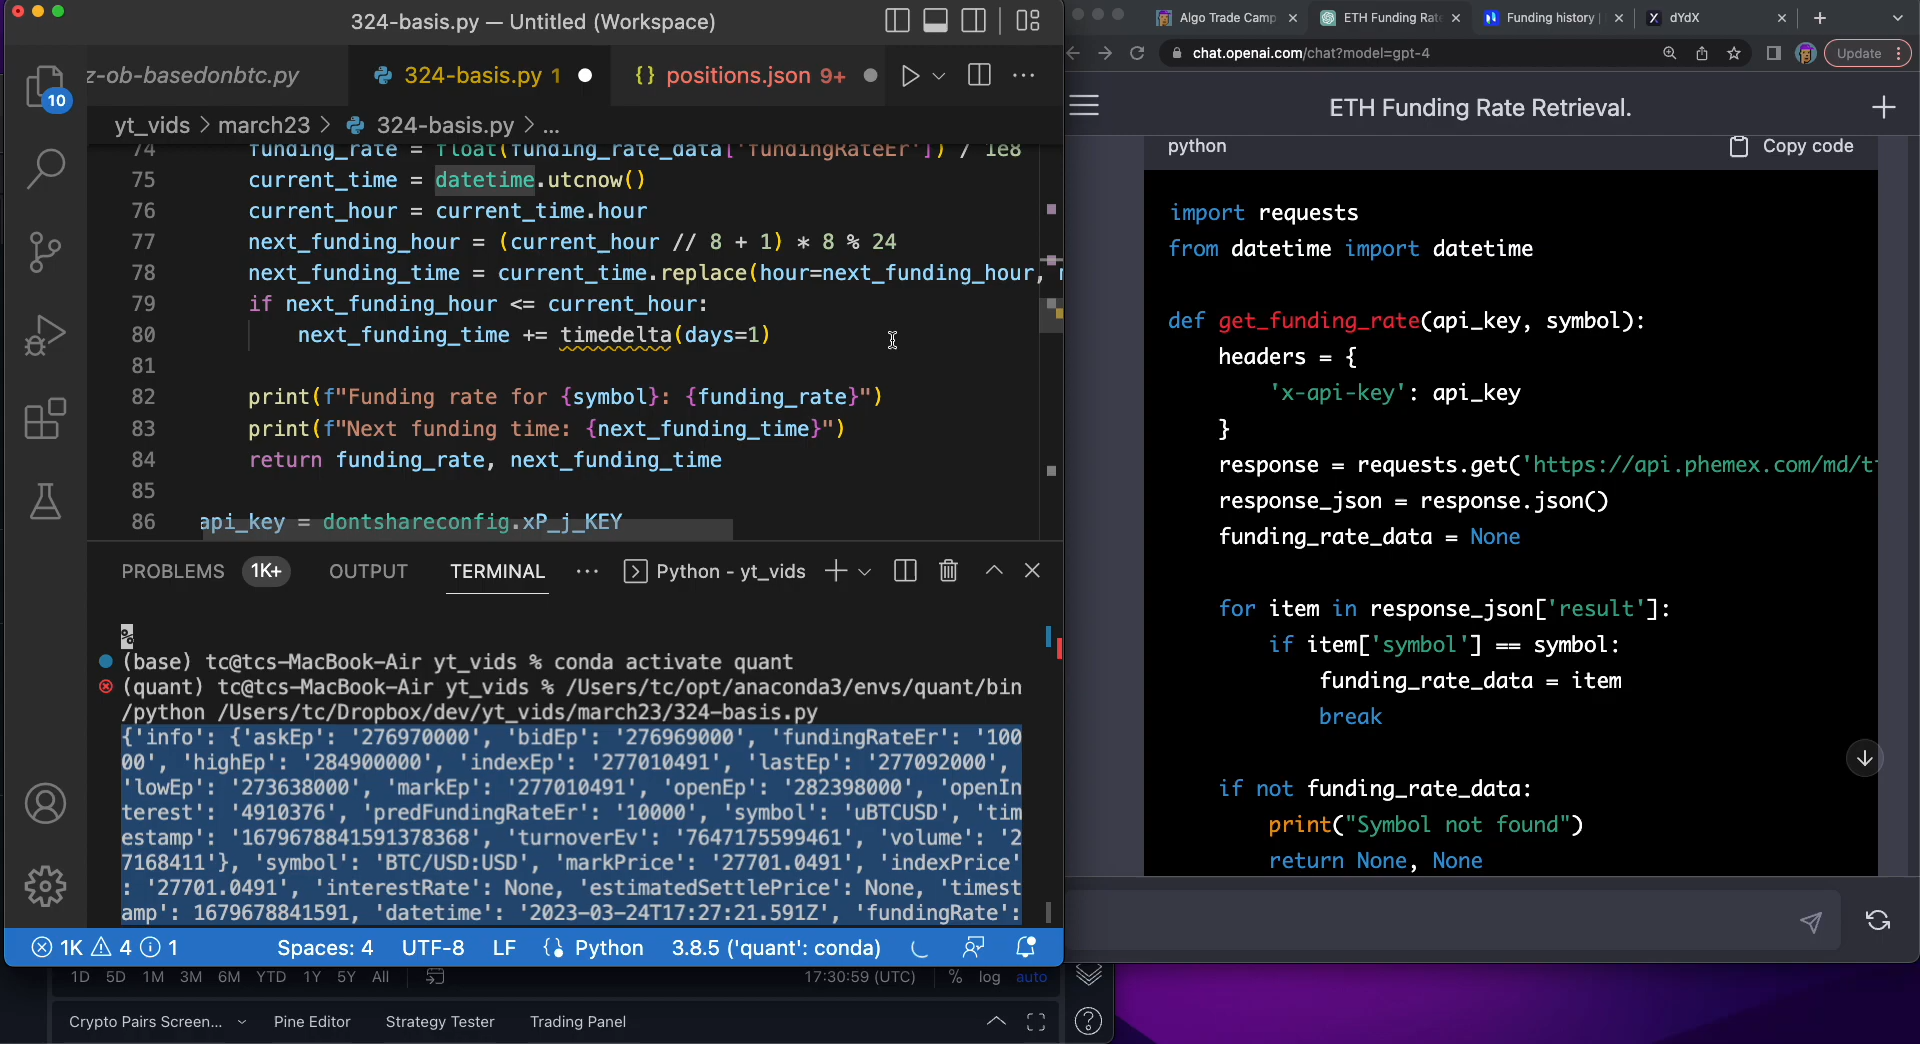 324-basis.py — Untitled (Workspace)
z-ob-basedonbtc.py
324-basis.py 1
{} positions.json 9+
10
yt_vids > march23 > 324-basis.py > ...
74 funding_rate = float(funding_rate_data['fundingRateEr']) / 1e8
75 current_time = datetime.utcnow()
76 current_hour = current_time.hour
77 next_funding_hour = (current_hour // 8 + 1) * 8 % 24
78 next_funding_time = current_time.replace(hour=next_funding_hour,
79 if next_funding_hour <= current_hour:
80 next_funding_time += timedelta(days=1)
81
82 print(f"Funding rate for {symbol}: {funding_rate}")
83 print(f"Next funding time: {next_funding_time}")
84 return funding_rate, next_funding_time
85
86 api_key = dontshareconfig.xP_j_KEY
PROBLEMS 1K+ OUTPUT TERMINAL ... Python - yt_vids
%
(base) tc@tcs-MacBook-Air yt_vids % conda activate quant
(quant) tc@tcs-MacBook-Air yt_vids % /Users/tc/opt/anaconda3/envs/quant/bin
/python /Users/tc/Dropbox/dev/yt_vids/march23/324-basis.py
{'info': {'askEp': '276970000', 'bidEp': '276969000', 'fundingRateEr': '100
00', 'highEp': '284900000', 'indexEp': '277010491', 'lastEp': '277092000',
'lowEp': '273638000', 'markEp': '277010491', 'openEp': '282398000', 'openIn
terest': '4910376', 'predFundingRateEr': '10000', 'symbol': 'uBTCUSD', 'tim
estamp': '1679678841591378368', 'turnoverEv': '7647175599461', 'volume': '2
7168411'}, 'symbol': 'BTC/USD:USD', 'markPrice': '27701.0491', 'indexPrice'
: '27701.0491', 'interestRate': None, 'estimatedSettlePrice': None, 'timest
amp': 1679678841591, 'datetime': '2023-03-24T17:27:21.591Z', 'fundingRate':
1K 4 1 Spaces: 4 UTF-8 LF {} Python 3.8.5 ('quant': conda)
1D 5D 1M 3M 6M YTD 1Y 5Y All 17:30:59 (UTC) % log auto
Crypto Pairs Screen... Pine Editor Strategy Tester Trading Panel
Algo Trade Camp
ETH Funding Rate
Funding history
dYdX
chat.openai.com/chat?model=gpt-4
Update
ETH Funding Rate Retrieval.
python
Copy code
import requests
from datetime import datetime
def get_funding_rate(api_key, symbol):
headers = {
'x-api-key': api_key
}
response = requests.get('https://api.phemex.com/md/t
response_json = response.json()
funding_rate_data = None
for item in response_json['result']:
if item['symbol'] == symbol:
funding_rate_data = item
break
if not funding_rate_data:
print("Symbol not found")
return None, None